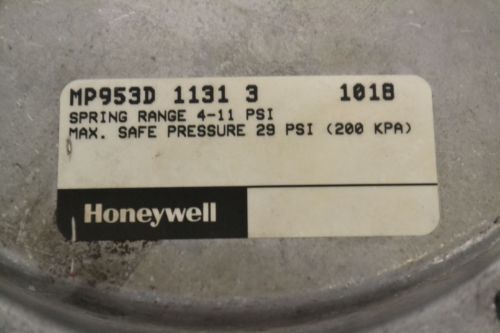 MP953D 1131 3 1018
SPRING RANGE 4-11 PSI
MAX. SAFE PRESSURE 29 PSI (200 KPA)
Honeywell